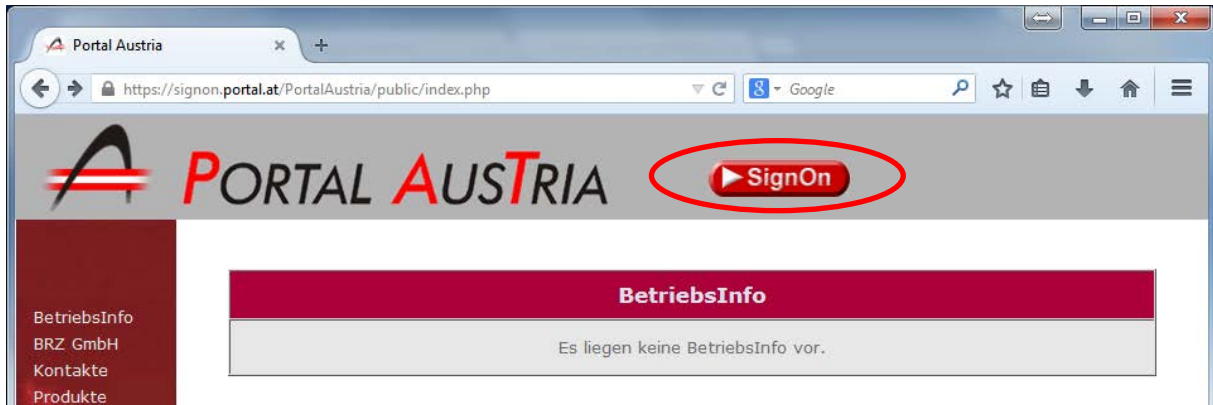 Portal Austria
https://signon.portal.at/PortalAustria/public/index.php
Google
PORTAL AUSTRIA
SignOn
BetriebsInfo
BRZ GmbH
Kontakte
Produkte
BetriebsInfo
Es liegen keine BetriebsInfo vor.